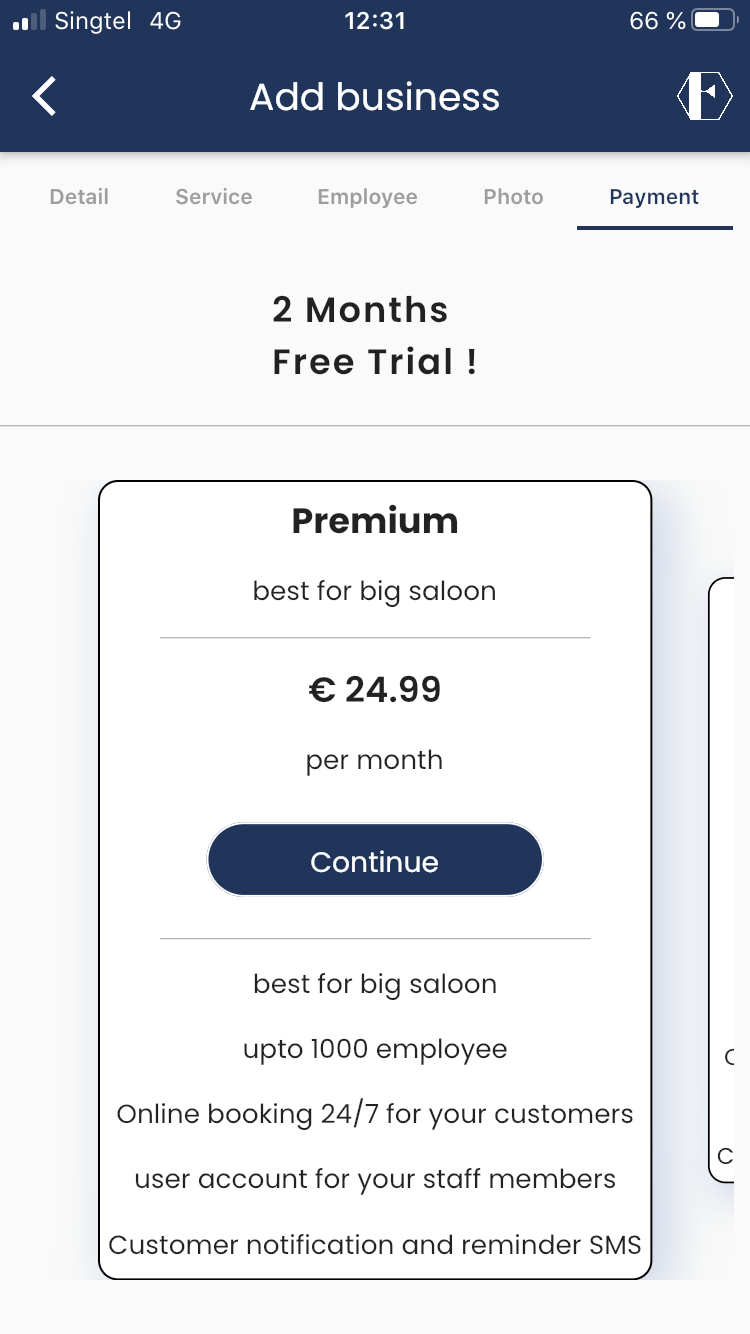 Singtel 4G 12:31 66 %
Add business
Detail Service Employee Photo Payment
2 Months
Free Trial !
Premium
best for big saloon
€ 24.99
per month
Continue
best for big saloon
upto 1000 employee
Online booking 24/7 for your customers
user account for your staff members
Customer notification and reminder SMS